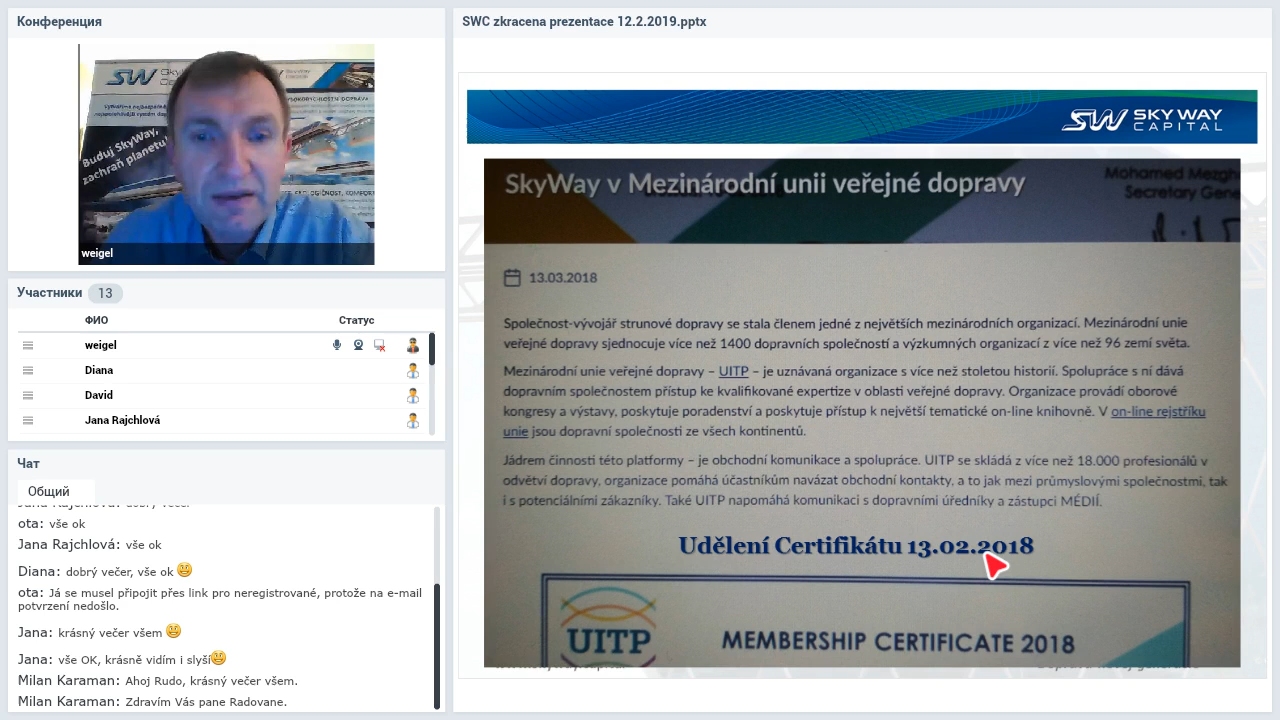 Конференция
SW
Buduj SkyWay,
zachraň planetu
weigel
Участники 13
ФИО Статус
weigel
Diana
David
Jana Rajchlová
Чат
Общий
ota: vše ok
Jana Rajchlová: vše ok
Diana: dobrý večer, vše ok
ota: Já se musel připojit přes link pro neregistrované, protože na e-mail
potvrzení nedošlo.
Jana: krásný večer všem
Jana: vše OK, krásně vidím i slyší
Milan Karaman: Ahoj Rudo, krásný večer všem.
Milan Karaman: Zdravím Vás pane Radovane.
SWC zkracena prezentace 12.2.2019.pptx
SW SKY WAY
CAPITAL
SkyWay v Mezinárodní unii veřejné dopravy
Mohamed
Secretary
13.03.2018
Společnost-vývojář strunové dopravy se stala členem jedné z největších mezinárodních organizací. Mezinárodní unie
veřejné dopravy sjednocuje více než 1400 dopravních společností a výzkumných organizací z více než 96 zemí světa.
Mezinárodní unie veřejné dopravy – UITP – je uznávaná organizace s více než stoletou historií. Spolupráce s ní dává
dopravním společnostem přístup ke kvalifikované expertize v oblasti veřejné dopravy. Organizace provádí oborové
kongresy a výstavy, poskytuje poradenství a poskytuje přístup k největší tematické on-line knihovně. V on-line rejstříku
unie jsou dopravní společnosti ze všech kontinentů.
Jádrem činnosti této platformy – je obchodní komunikace a spolupráce. UITP se skládá z více než 18.000 profesionálů v
odvětví dopravy, organizace pomáhá účastníkům navázat obchodní kontakty, a to jak mezi průmyslovými společnostmi, tak
i s potenciálními zákazníky. Také UITP napomáhá komunikaci s dopravními úředníky a zástupci MÉDIÍ.
Udělení Certifikátu 13.02.2018
UITP
MEMBERSHIP CERTIFICATE 2018